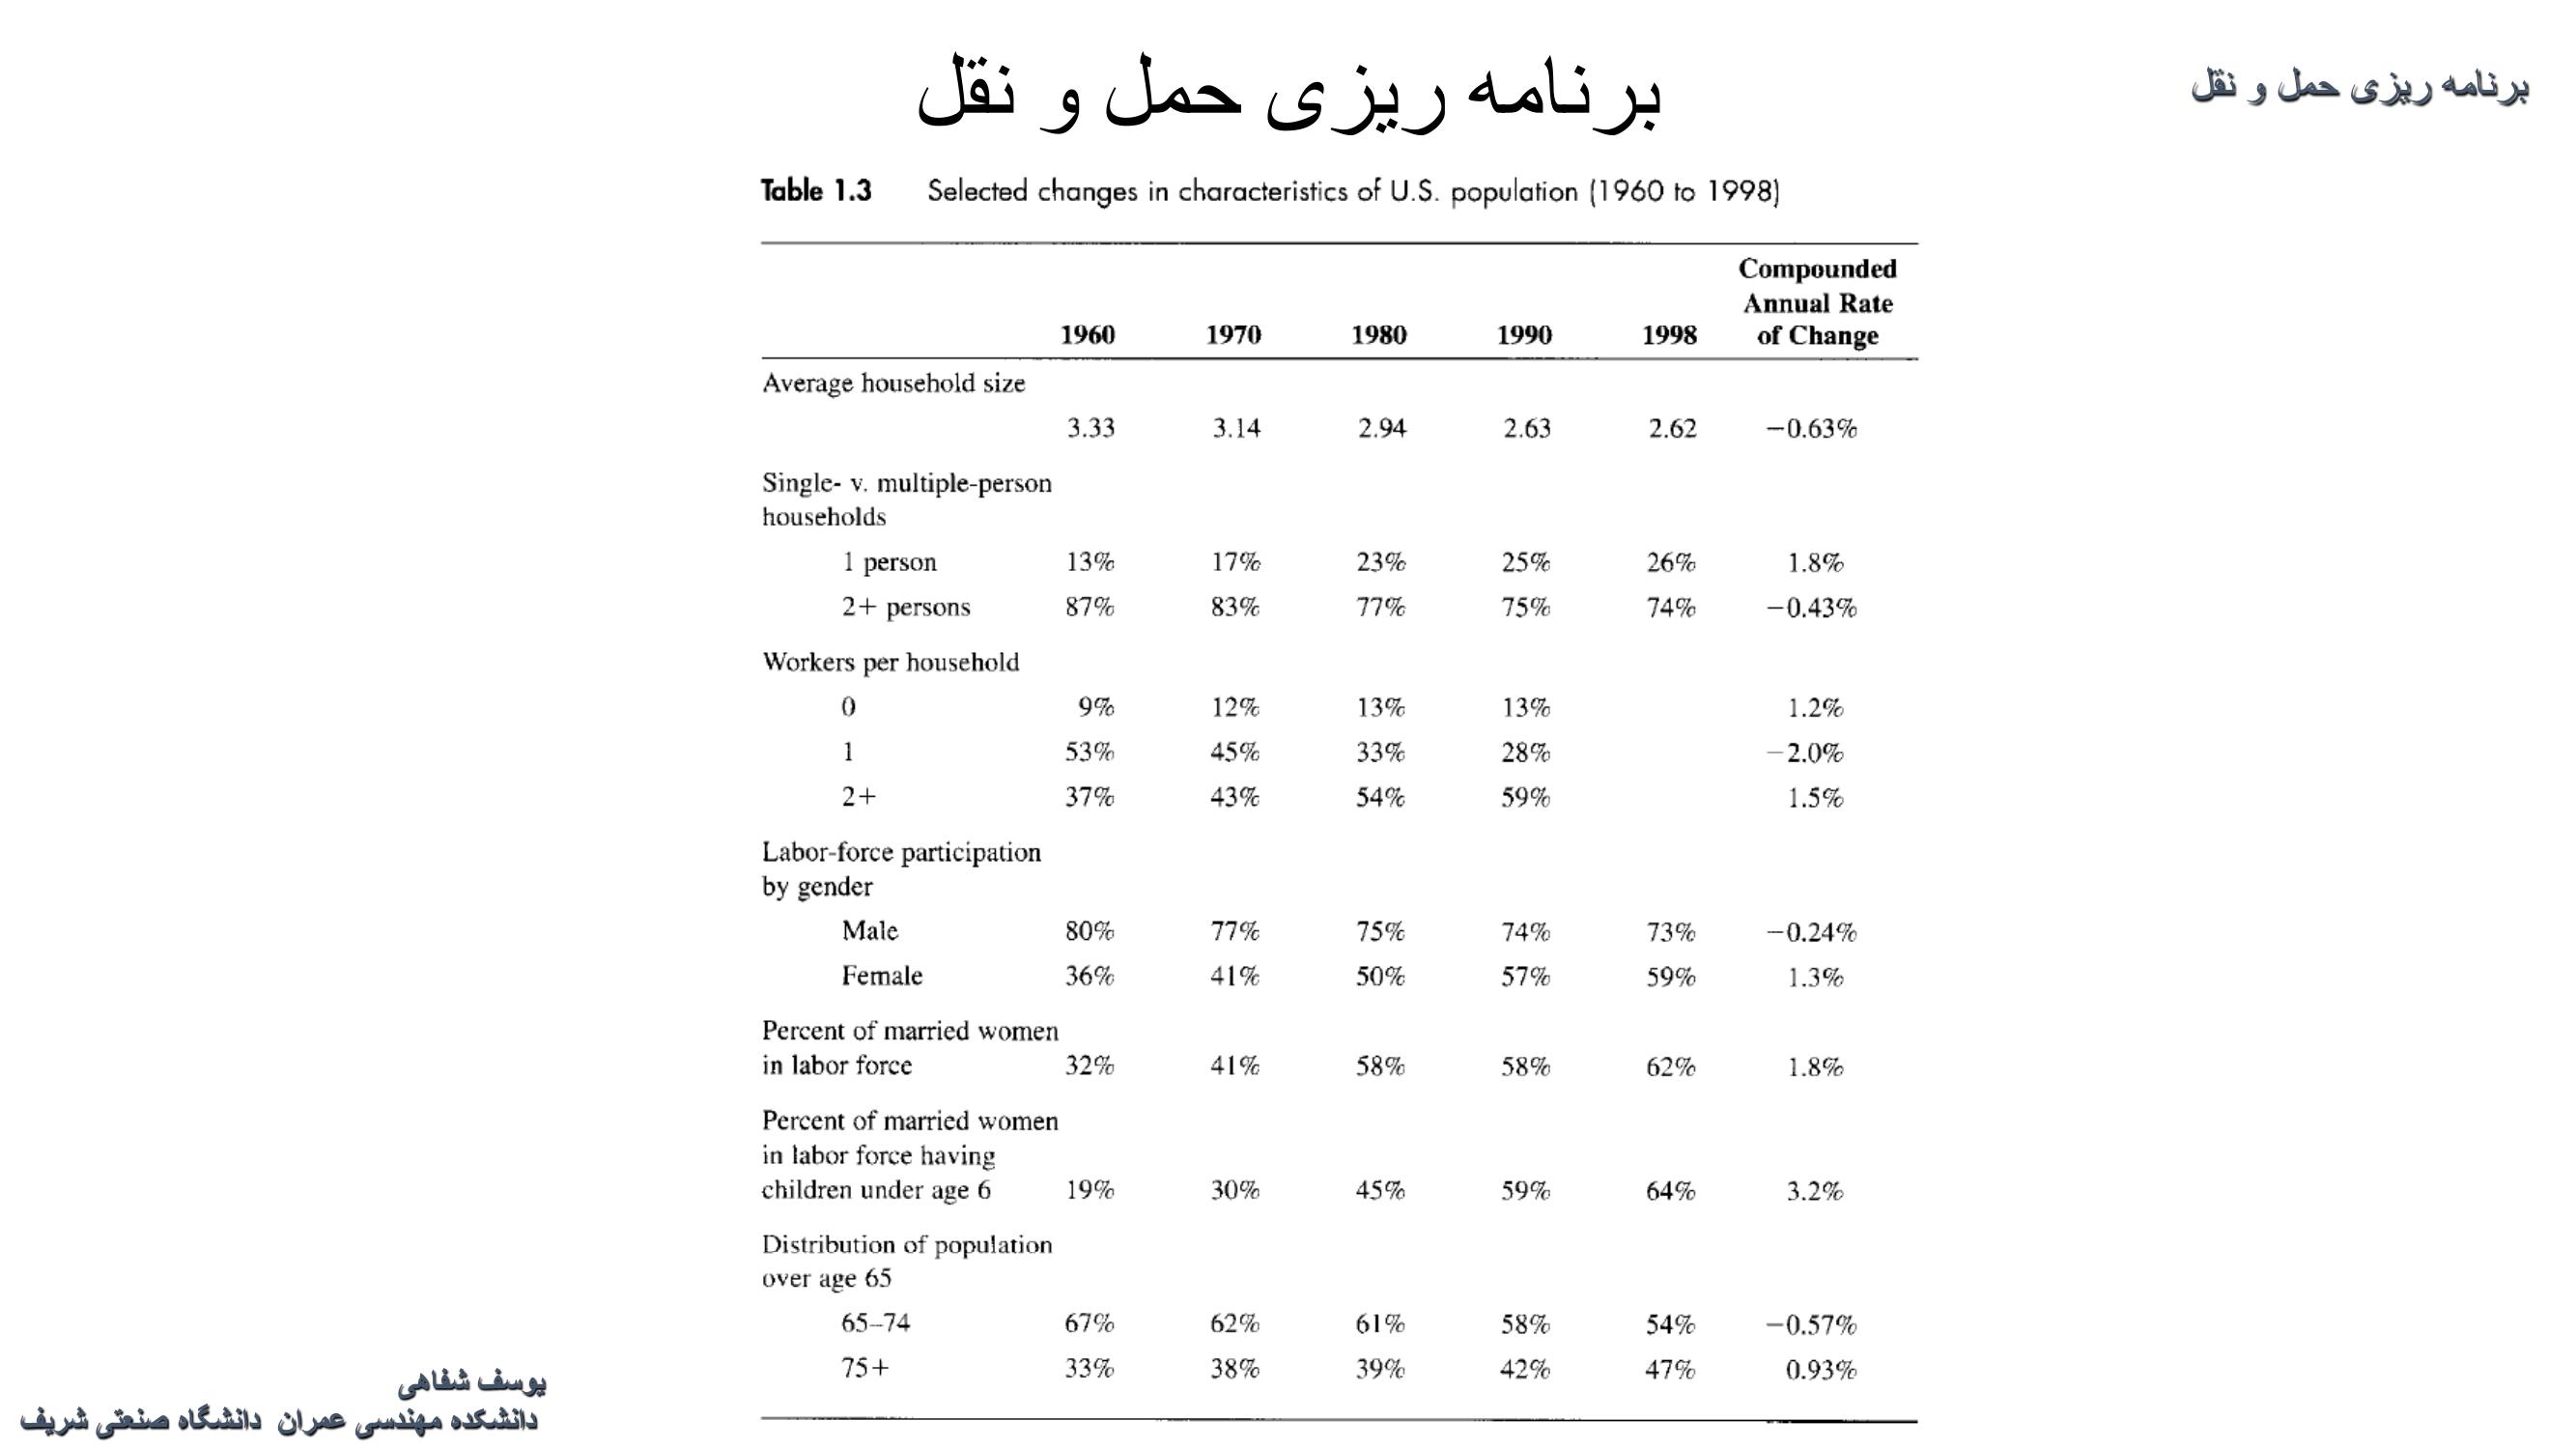 برنامه ریزی حمل و نقل
برنامه ریزی حمل و نقل
Table 1.3 Selected changes in characteristics of U.S. population (1960 to 1998)
Compounded
Annual Rate
1960 1970 1980 1990 1998 of Change
Average household size
3.33 3.14 2.94 2.63 2.62 −0.63%
Single- v. multiple-person
households
1 person 13% 17% 23% 25% 26% 1.8%
2+ persons 87% 83% 77% 75% 74% −0.43%
Workers per household
0 9% 12% 13% 13% 1.2%
1 53% 45% 33% 28% −2.0%
2+ 37% 43% 54% 59% 1.5%
Labor-force participation
by gender
Male 80% 77% 75% 74% 73% −0.24%
Female 36% 41% 50% 57% 59% 1.3%
Percent of married women
in labor force 32% 41% 58% 58% 62% 1.8%
Percent of married women
in labor force having
children under age 6 19% 30% 45% 59% 64% 3.2%
Distribution of population
over age 65
65–74 67% 62% 61% 58% 54% −0.57%
75+ 33% 38% 39% 42% 47% 0.93%
یوسف شفاهی
دانشکده مهندسی عمران دانشگاه صنعتی شریف